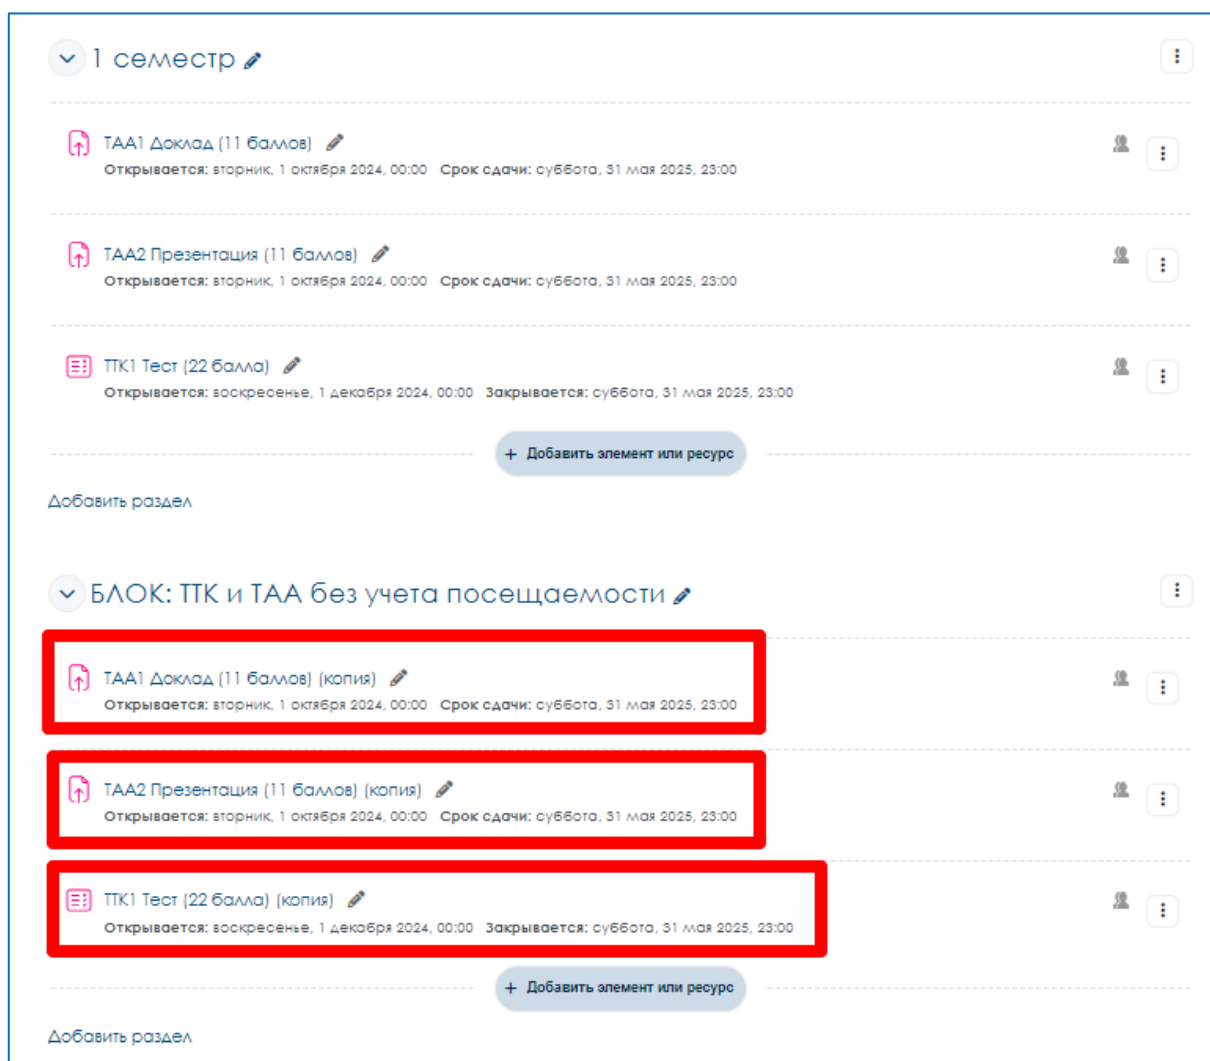 1 семестр
ТАА1 Доклад (11 баллов)
Открывается: вторник, 1 октября 2024, 00:00 Срок сдачи: суббота, 31 мая 2025, 23:00
ТАА2 Презентация (11 баллов)
Открывается: вторник, 1 октября 2024, 00:00 Срок сдачи: суббота, 31 мая 2025, 23:00
ТТК1 Тест (22 балла)
Открывается: воскресенье, 1 декабря 2024, 00:00 Закрывается: суббота, 31 мая 2025, 23:00
+ Добавить элемент или ресурс
Добавить раздел
БЛОК: ТТК и ТАА без учета посещаемости
ТАА1 Доклад (11 баллов) (копия)
Открывается: вторник, 1 октября 2024, 00:00 Срок сдачи: суббота, 31 мая 2025, 23:00
ТАА2 Презентация (11 баллов) (копия)
Открывается: вторник, 1 октября 2024, 00:00 Срок сдачи: суббота, 31 мая 2025, 23:00
ТТК1 Тест (22 балла) (копия)
Открывается: воскресенье, 1 декабря 2024, 00:00 Закрывается: суббота, 31 мая 2025, 23:00
+ Добавить элемент или ресурс
Добавить раздел